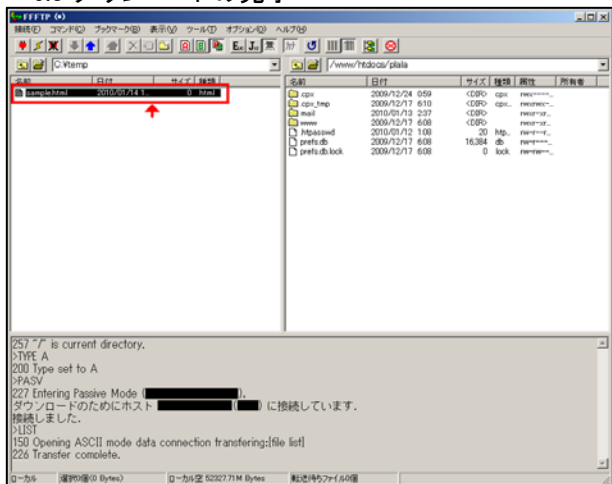 FFFTP (*)
接続(F) コマンド(C) ブックマーク(B) 表示(V) ツール(T) オプション(O) ヘルプ(H)
C:¥temp
/www/htdocs/plala
名前 日付 サイズ 種類
sample.html 2010/01/14 1... 0 html
名前 日付 サイズ 種類 属性 所有者
.cpx 2009/12/24 0:59 <DIR> cpx
.cpx_tmp 2009/12/17 6:10 <DIR> cpx...
mail 2010/01/13 2:37 <DIR>
www 2009/12/17 6:08 <DIR>
.htpasswd 2010/01/12 1:08 20 htp...
prefs.db 2009/12/17 6:08 16,384 db
prefs.db.lock 2009/12/17 6:08 0 lock
257 "/" is current directory.
>TYPE A
200 Type set to A
>PASV
227 Entering Passive Mode (
).
ダウンロードのためにホスト ( ) に接続しています.
接続しました.
>LIST
150 Opening ASCII mode data connection transfering:[file list]
226 Transfer complete.
ローカル 選択0個(0 Bytes) ローカル空 52327.71M Bytes 転送待ちファイル0個